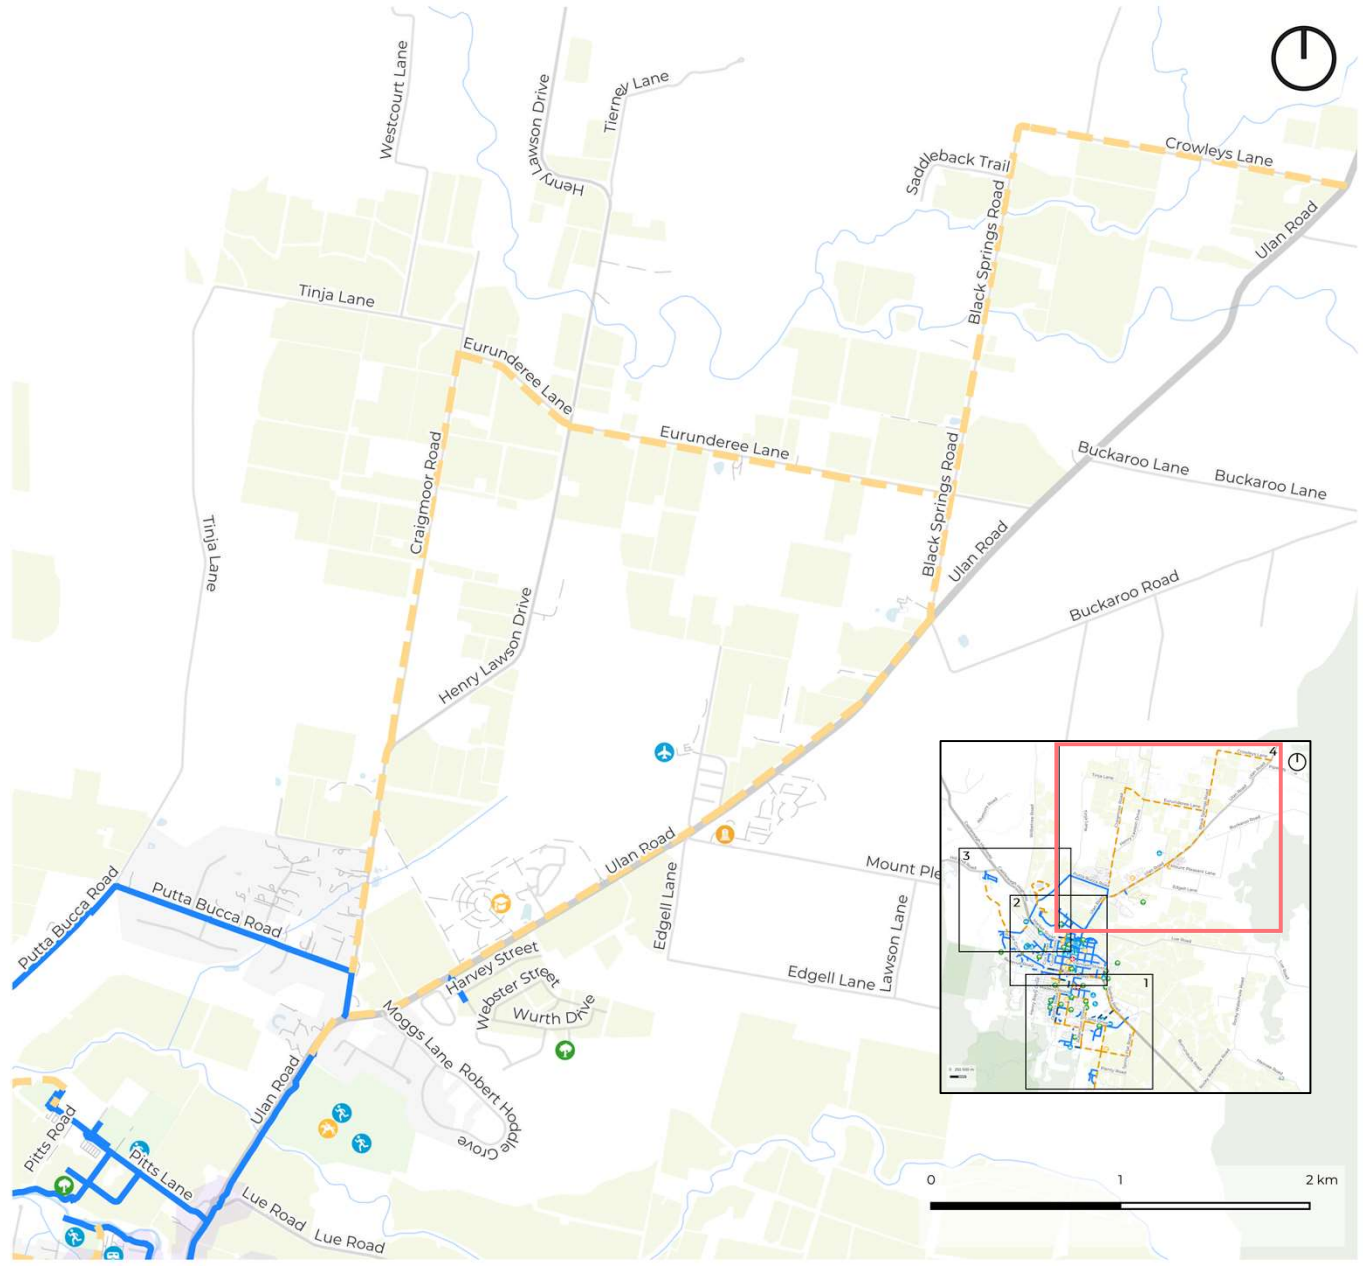 Westcourt Lane
Henry Lawson Drive
Henry
Tierney Lane
Crowleys Lane
Saddleback Trail
Black Springs Road
Ulan Road
Tinja Lane
Eurunderee Lane
Eurunderee Lane
Craigmoor Road
Black Springs Road
Buckaroo Lane
Buckaroo Lane
Tinja Lane
Ulan Road
Buckaroo Road
Henry Lawson Drive
4
3
2
1
Ulan Road
Mount Ple
Edgell Lane
Lawson Lane
Putta Bucca Road
Putta Bucca Road
Harvey Street
Webster Street
Wurth Drive
Edgell Lane
Moggs Lane
Robert Hoddle
Grove
Ulan Road
Pitts Road
Pitts Lane
Lue Road
Lue Road
0 1 2 km